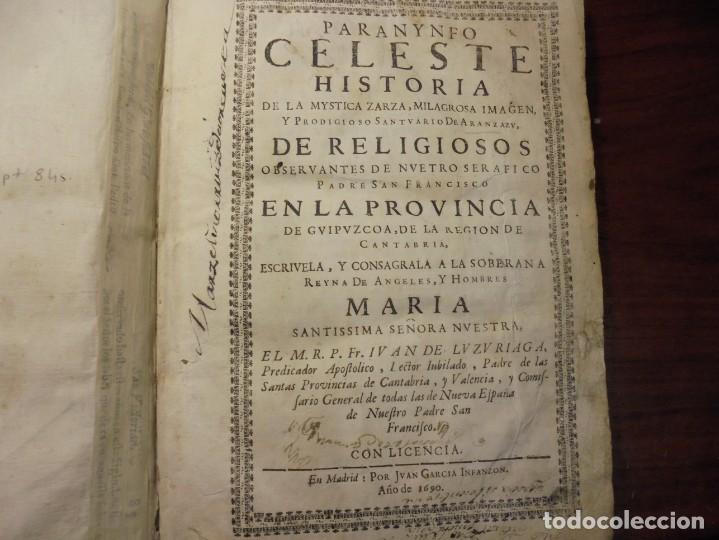 PARANYNFO
CELESTE
HISTORIA
DE LA MYSTICA ZARZA, MILAGROSA IMAGEN,
Y PRODIGIOSO SANTVARIO DE ARANZAZV,
DE RELIGIOSOS
OBSERVANTES DE NVETRO SERAFICO
PADRE SAN FRANCISCO
EN LA PROVINCIA
DE GVIPVZCOA, DE LA REGION DE
CANTABRIA,
ESCRIVELA, Y CONSAGRALA A LA SOBERANA
REYNA DE ANGELES, Y HOMBRES
MARIA
SANTISSIMA SEÑORA NVESTRA,
EL M. R. P. Fr. IVAN DE LVZVRIAGA,
Predicador Apostolico, Lector Iubilado, Padre de las
Santas Provincias de Cantabria, y Valencia, y Comis-
sario General de todas las de Nueva España
de Nuestro Padre San
Francisco.
CON LICENCIA.
En Madrid: POR JVAN GARCIA INFANZON.
Año de 1690.
todocoleccion
todocoleccion.net